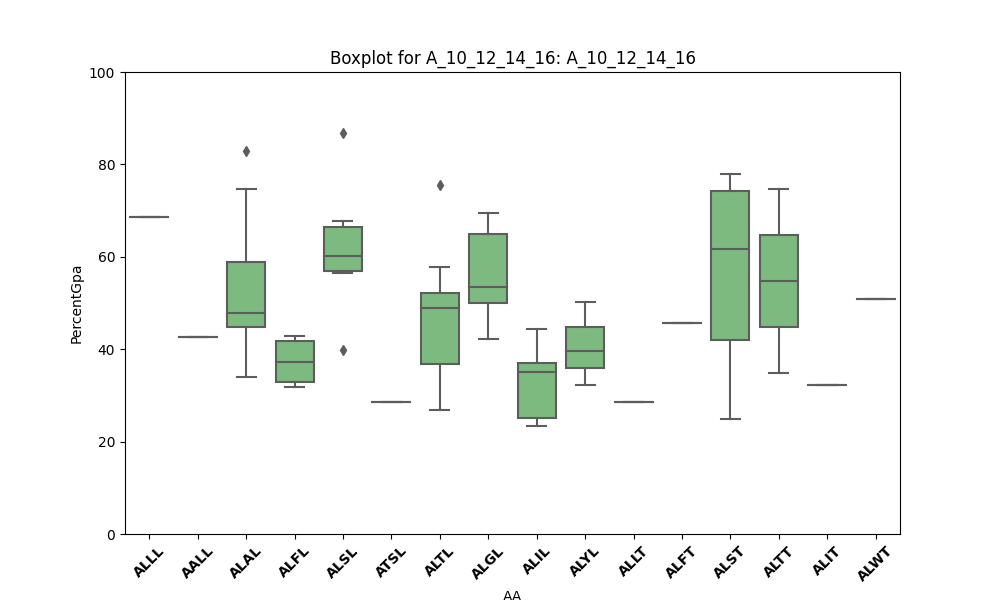 Boxplot for A_10_12_14_16: A_10_12_14_16
100
80
60
40
20
0
PercentGpa
ALLL AALL ALAL ALFL ALSL ATSL ALTL ALGL ALIL ALYL ALLT ALFT ALST ALTT ALIT ALWT
AA